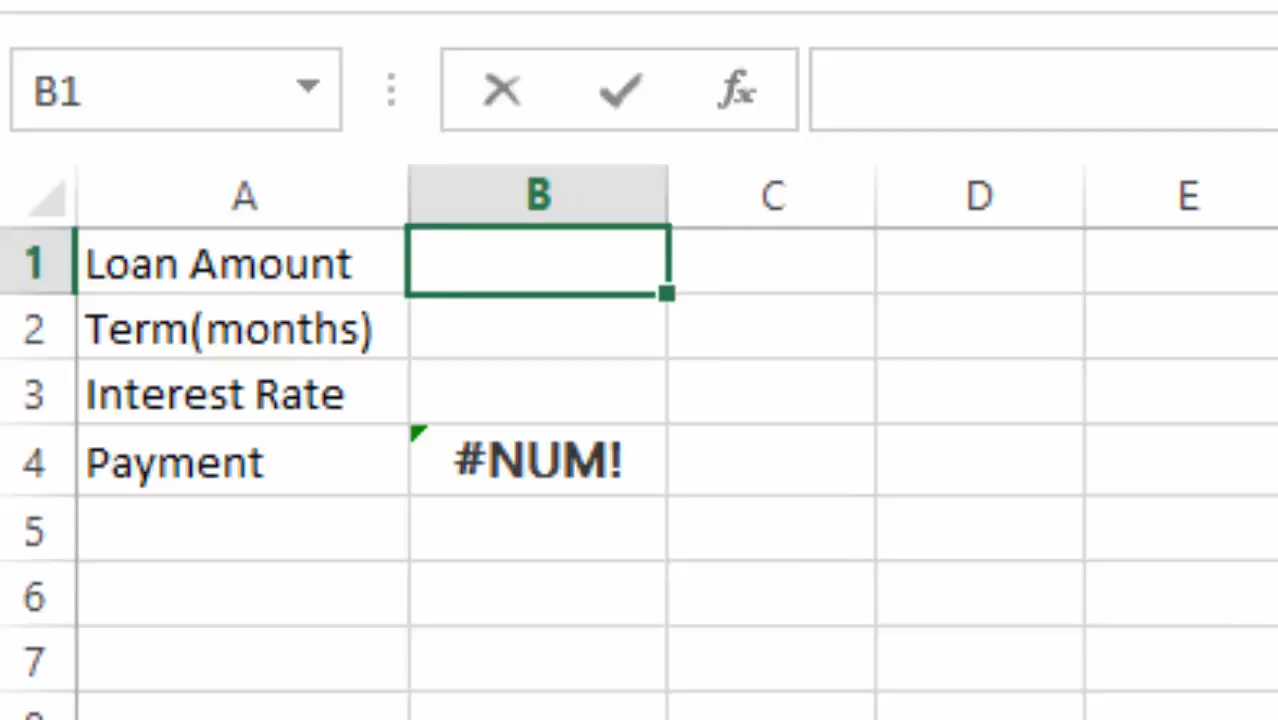 B1 fx
A B C D E
1 Loan Amount
2 Term(months)
3 Interest Rate
4 Payment #NUM!
5
6
7